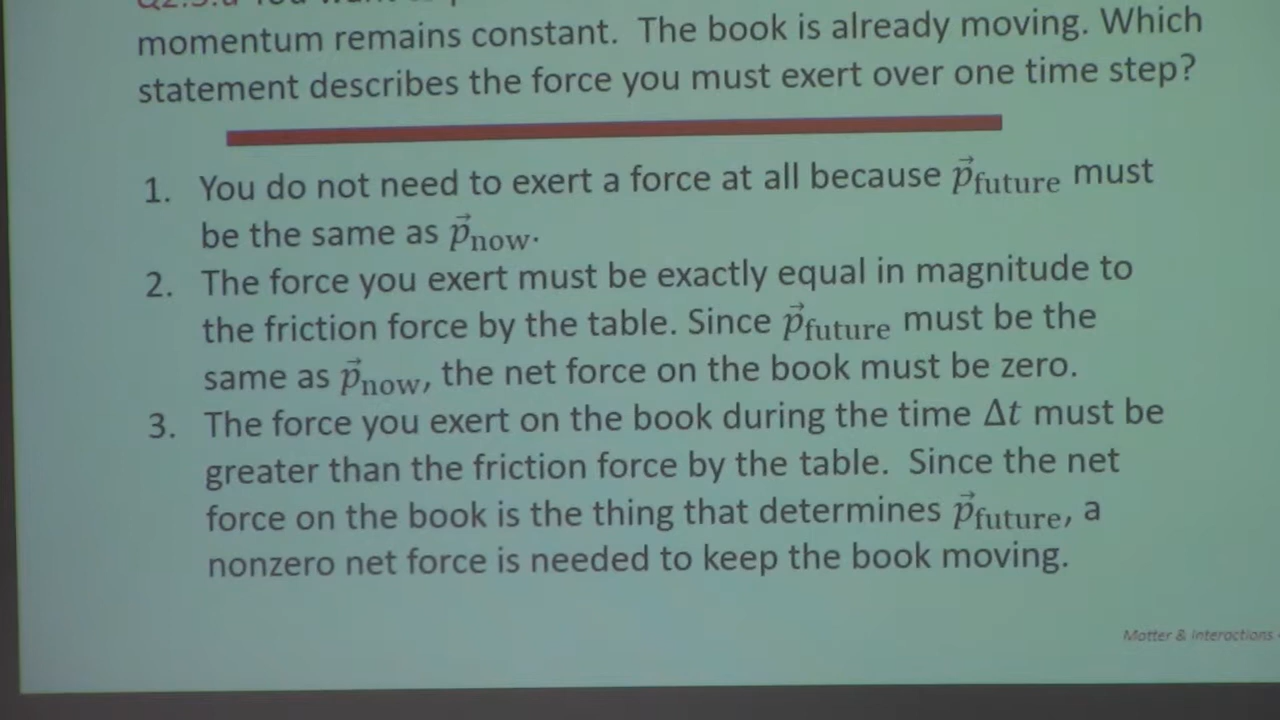 momentum remains constant. The book is already moving. Which
statement describes the force you must exert over one time step?
1. You do not need to exert a force at all because p⃗future must
be the same as p⃗now.
2. The force you exert must be exactly equal in magnitude to
the friction force by the table. Since p⃗future must be the
same as p⃗now, the net force on the book must be zero.
3. The force you exert on the book during the time Δt must be
greater than the friction force by the table. Since the net
force on the book is the thing that determines p⃗future, a
nonzero net force is needed to keep the book moving.
Matter & Interactions